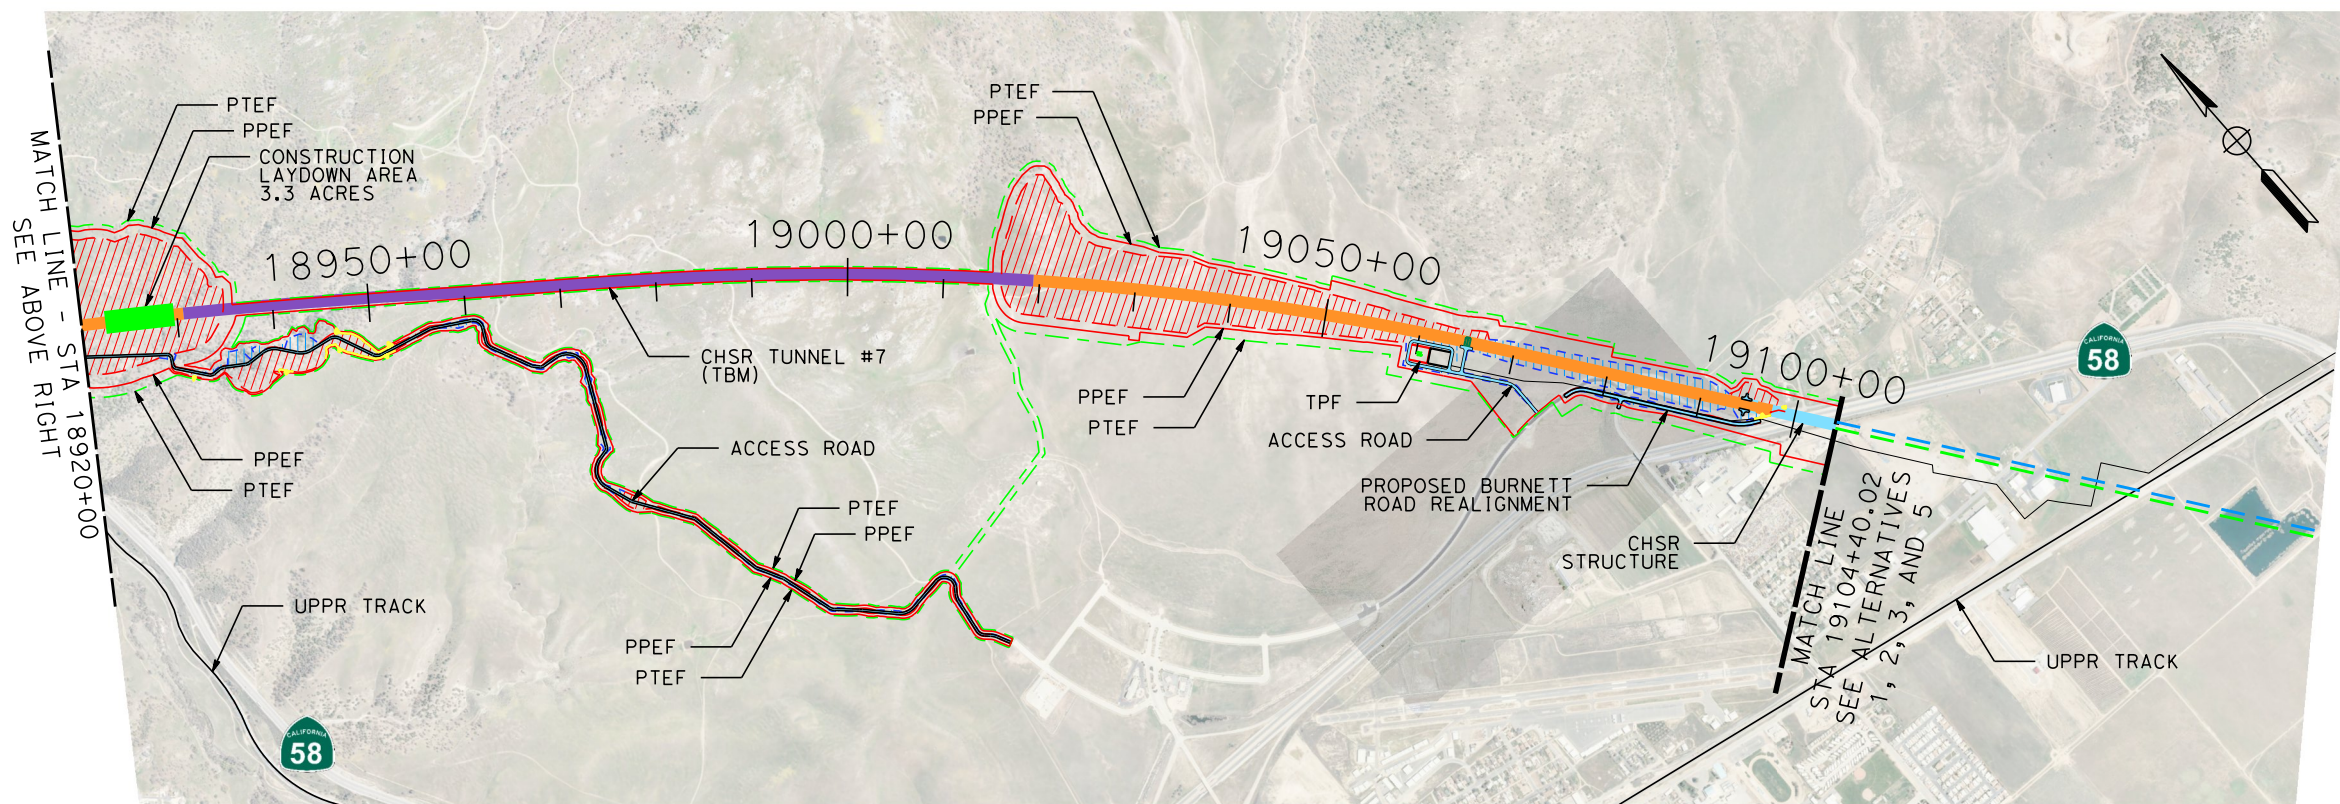 MATCH LINE - STA 18920+00
SEE ABOVE RIGHT
PTEF
PPEF
CONSTRUCTION
LAYDOWN AREA
3.3 ACRES
18950+00
19000+00
PTEF
PPEF
19050+00
19100+00
CALIFORNIA
58
CHSR TUNNEL #7
(TBM)
PPEF
PTEF
ACCESS ROAD
PTEF
PPEF
PPEF
PTEF
UPPR TRACK
CALIFORNIA
58
PPEF
PTEF
TPF
ACCESS ROAD
PROPOSED BURNETT
ROAD REALIGNMENT
CHSR
STRUCTURE
MATCH LINE
STA 19104+40.02
SEE ALTERNATIVES
1, 2, 3, AND 5
UPPR TRACK